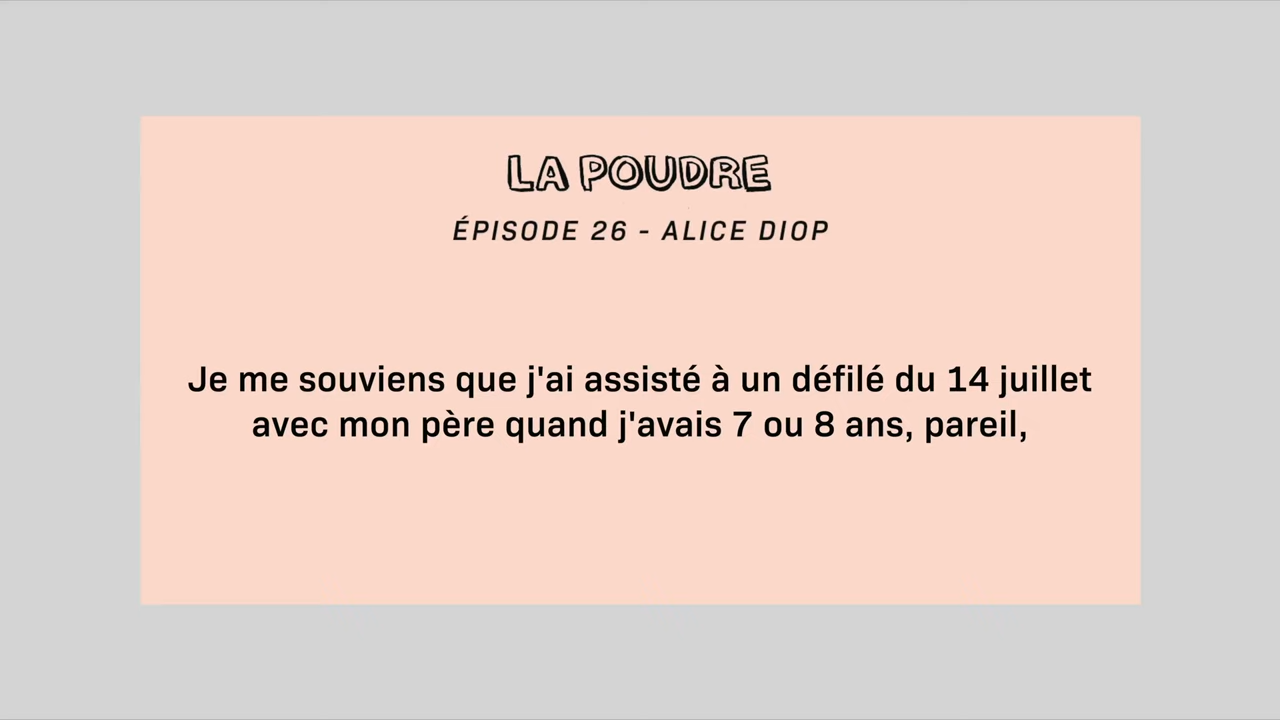 LA POUDRE
ÉPISODE 26 - ALICE DIOP
Je me souviens que j'ai assisté à un défilé du 14 juillet
avec mon père quand j'avais 7 ou 8 ans, pareil,